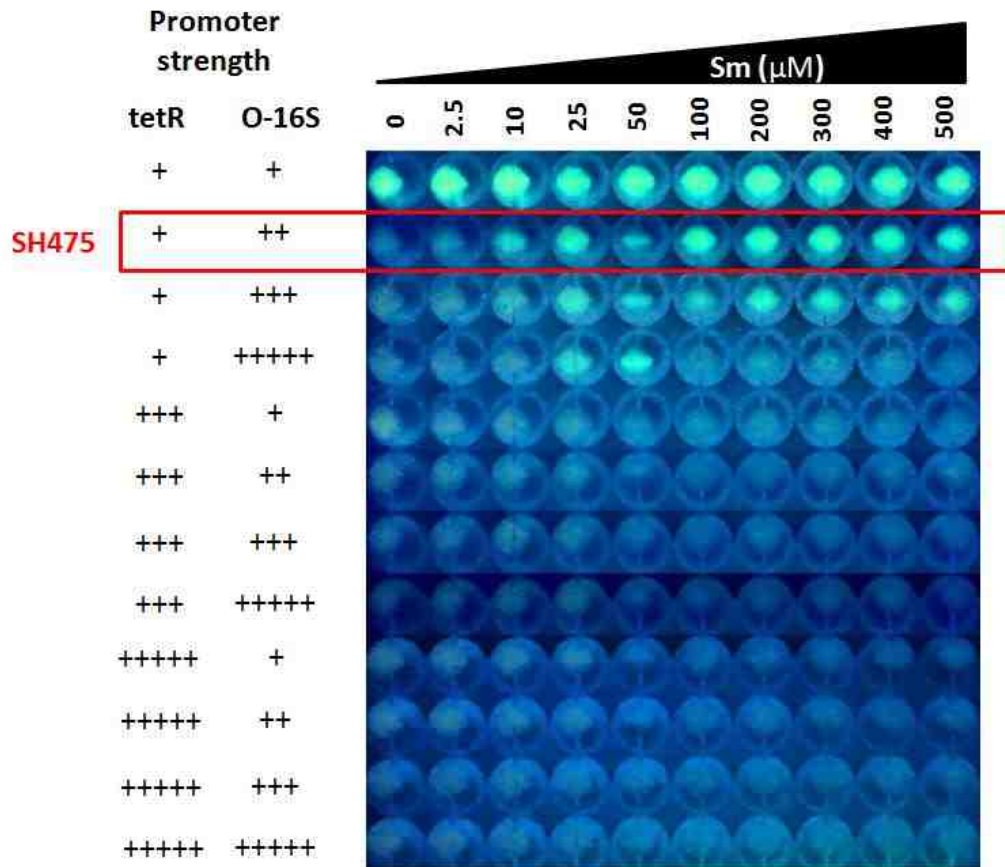 Promoter
strength
Sm (µM)
tetR O-16S 0 2.5 10 25 50 100 200 300 400 500
+ +
SH475 + ++
+ +++
+ +++++
+++ +
+++ ++
+++ +++
+++ +++++
+++++ +
+++++ ++
+++++ +++
+++++ +++++